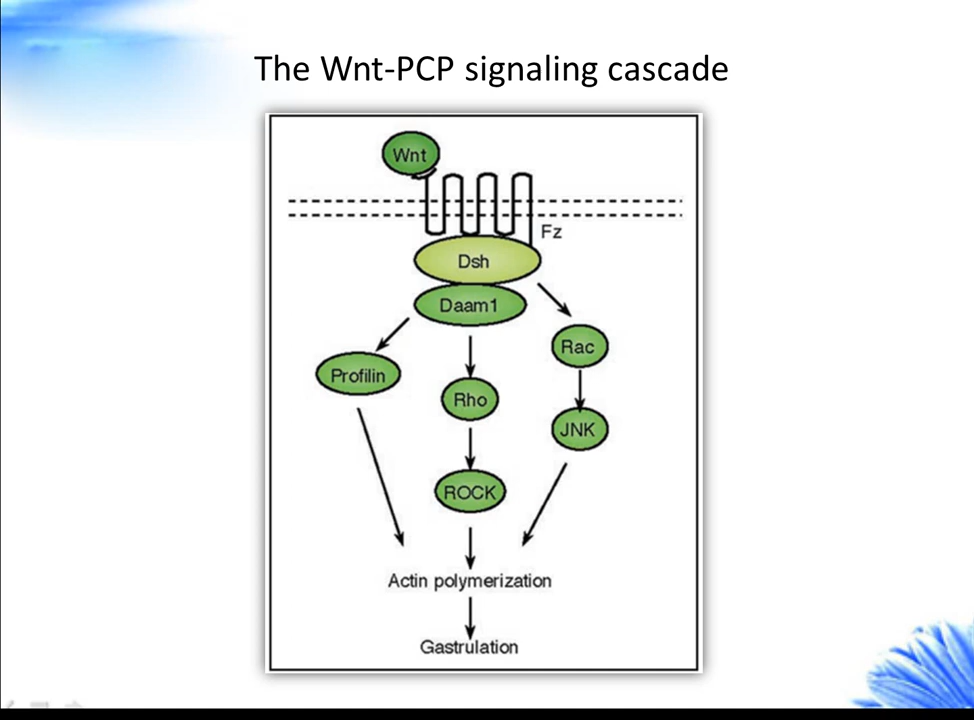 The Wnt-PCP signaling cascade
Wnt
Fz
Dsh
Daam1
Rac
Profilin
Rho
JNK
ROCK
Actin polymerization
Gastrulation